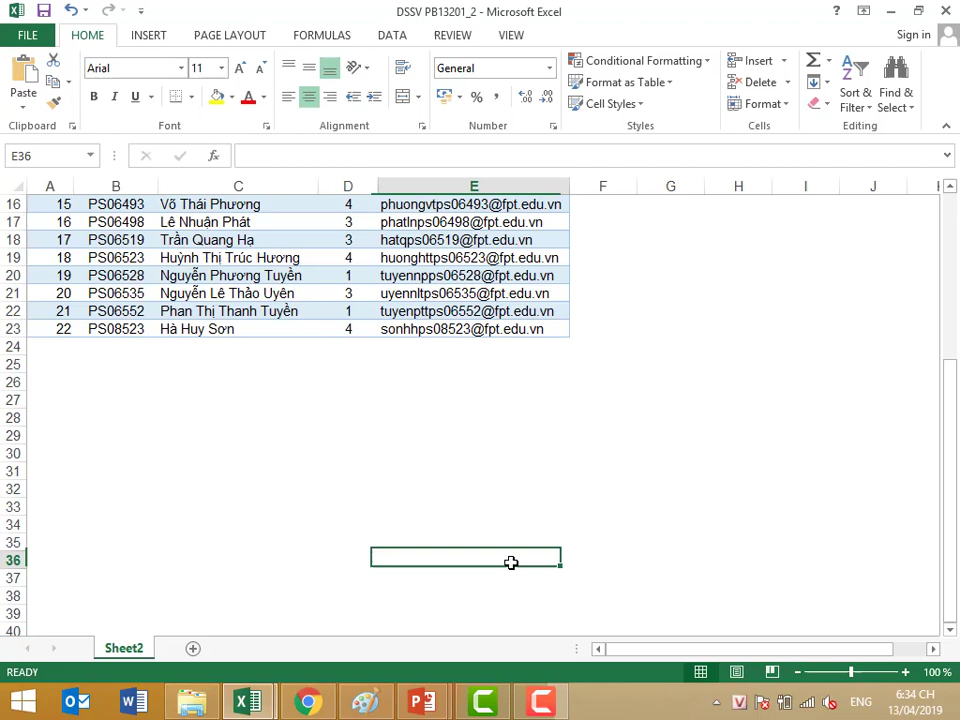 DSSV PB13201_2 - Microsoft Excel
FILE HOME INSERT PAGE LAYOUT FORMULAS DATA REVIEW VIEW Sign in
Paste
Clipboard
Arial 11
B I U
Font
Alignment
General
Number
Conditional Formatting
Format as Table
Cell Styles
Styles
Insert
Delete
Format
Cells
Sort & Filter
Find & Select
Editing
E36
A B C D E F G H I J
16 15 PS06493 Võ Thái Phương 4 phuongvtps06493@fpt.edu.vn
17 16 PS06498 Lê Nhuận Phát 3 phatlnps06498@fpt.edu.vn
18 17 PS06519 Trần Quang Hạ 3 hatqps06519@fpt.edu.vn
19 18 PS06523 Huỳnh Thị Trúc Hương 4 huonghttps06523@fpt.edu.vn
20 19 PS06528 Nguyễn Phương Tuyền 1 tuyennpps06528@fpt.edu.vn
21 20 PS06535 Nguyễn Lê Thảo Uyên 3 uyennltps06535@fpt.edu.vn
22 21 PS06552 Phan Thị Thanh Tuyền 1 tuyenpttps06552@fpt.edu.vn
23 22 PS08523 Hà Huy Sơn 4 sonhhps08523@fpt.edu.vn
24
25
26
27
28
29
30
31
32
33
34
35
36
37
38
39
40
Sheet2
READY 100 %
ENG
6:34 CH
13/04/2019